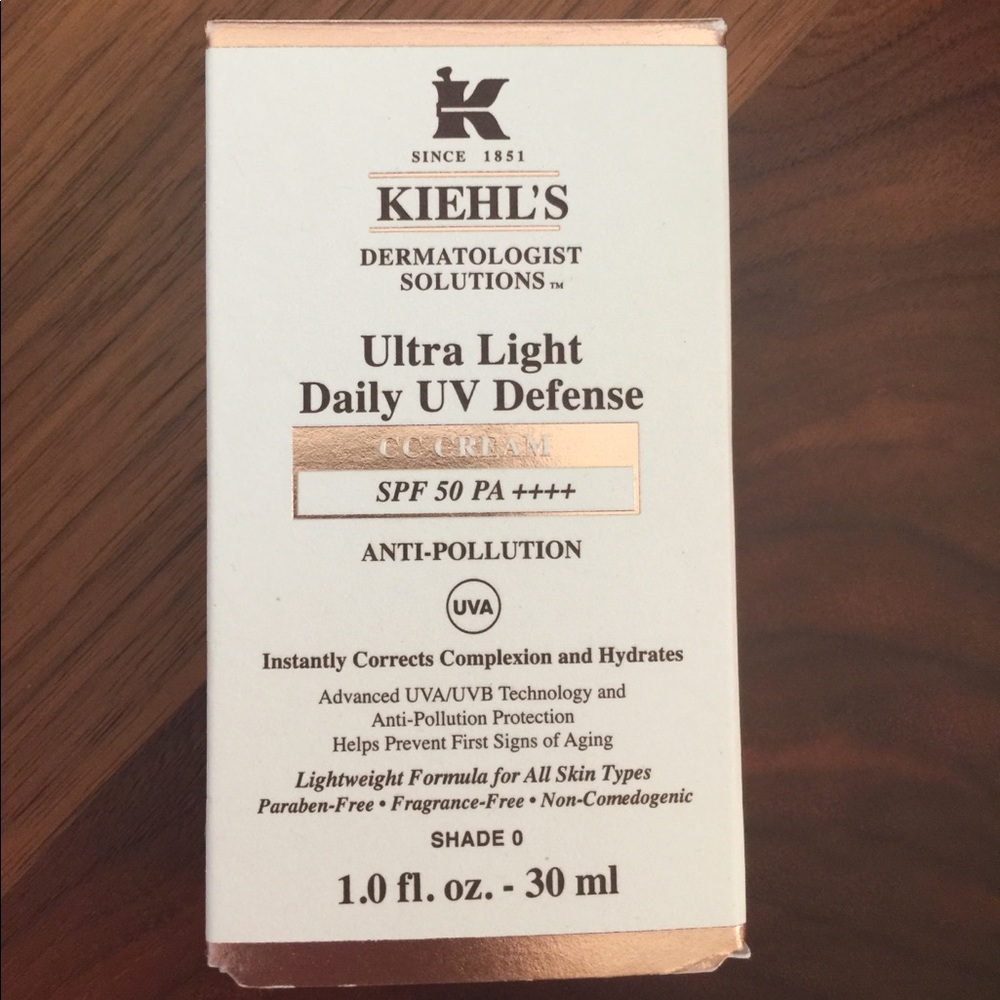 K
SINCE 1851
KIEHL'S
DERMATOLOGIST
SOLUTIONS™
Ultra Light
Daily UV Defense
CC CREAM
SPF 50 PA ++++
ANTI-POLLUTION
UVA
Instantly Corrects Complexion and Hydrates
Advanced UVA/UVB Technology and
Anti-Pollution Protection
Helps Prevent First Signs of Aging
Lightweight Formula for All Skin Types
Paraben-Free • Fragrance-Free • Non-Comedogenic
SHADE 0
1.0 fl. oz. - 30 ml